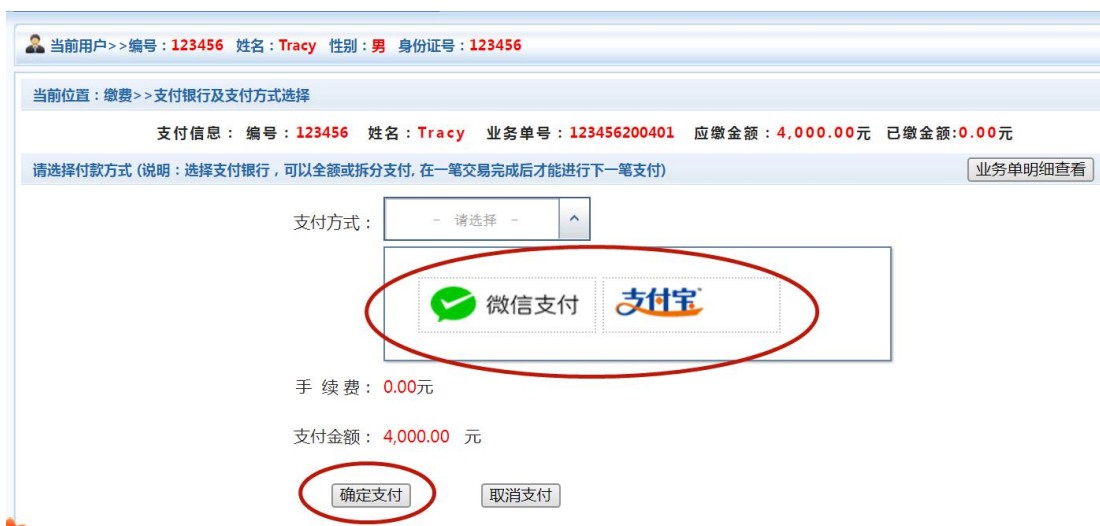 当前用户>>编号：123456 姓名：Tracy 性别：男 身份证号：123456
当前位置：缴费>>支付银行及支付方式选择
支付信息： 编号：123456 姓名：Tracy 业务单号：123456200401 应缴金额：4,000.00元 已缴金额:0.00元
请选择付款方式 (说明：选择支付银行，可以全额或拆分支付, 在一笔交易完成后才能进行下一笔支付) 业务单明细查看
支付方式： - 请选择 -
微信支付 支付宝
手 续 费： 0.00元
支付金额： 4,000.00 元
确定支付 取消支付